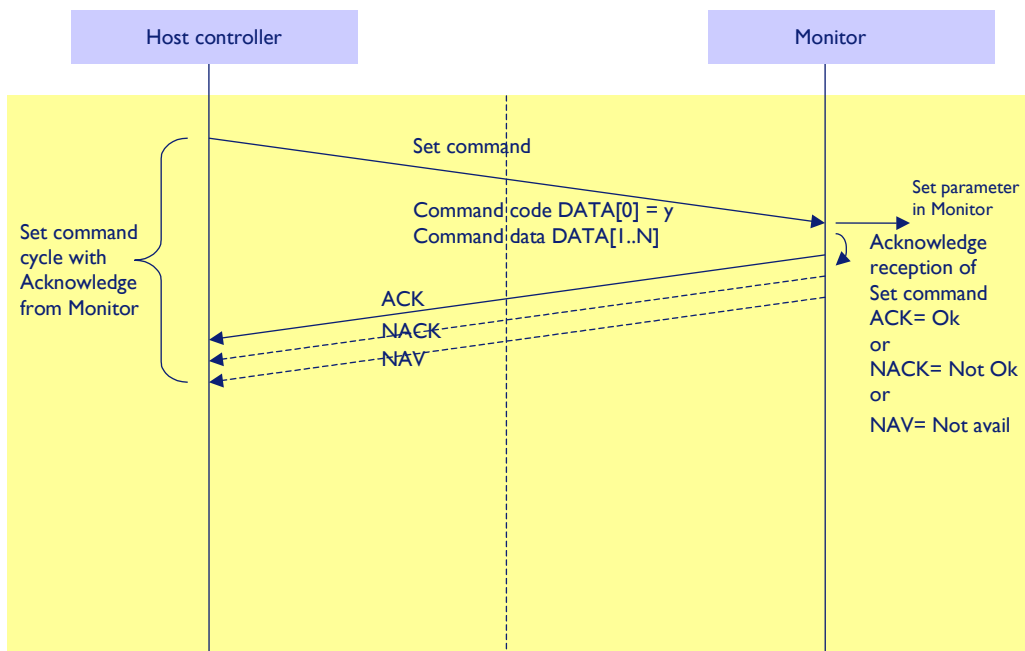 Host controller
Monitor
Set command
Set parameter
in Monitor
Command code DATA[0] = y
Command data DATA[1..N]
Set command
cycle with
Acknowledge
from Monitor
Acknowledge
reception of
Set command
ACK= Ok
or
NACK= Not Ok
or
NAV= Not avail
ACK
NACK
NAV